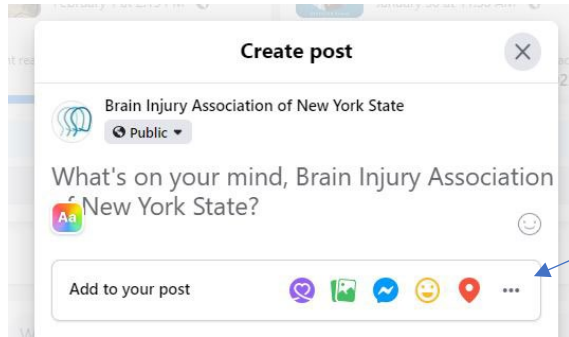 Create post
Brain Injury Association of New York State
Public
What's on your mind, Brain Injury Association
of New York State?
Aa
Add to your post